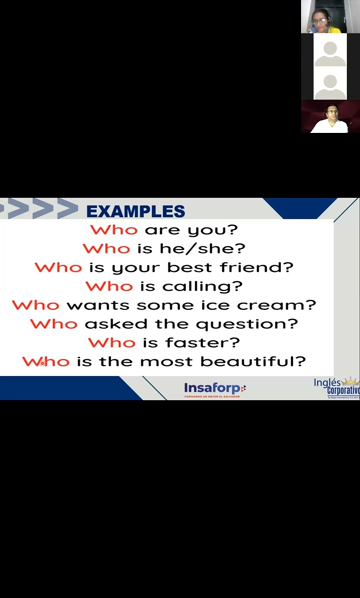 EXAMPLES
Who are you?
Who is he/she?
Who is your best friend?
Who is calling?
Who wants some ice cream?
Who asked the question?
Who is faster?
Who is the most beautiful?
Insaforp
Inglés
Corporativo